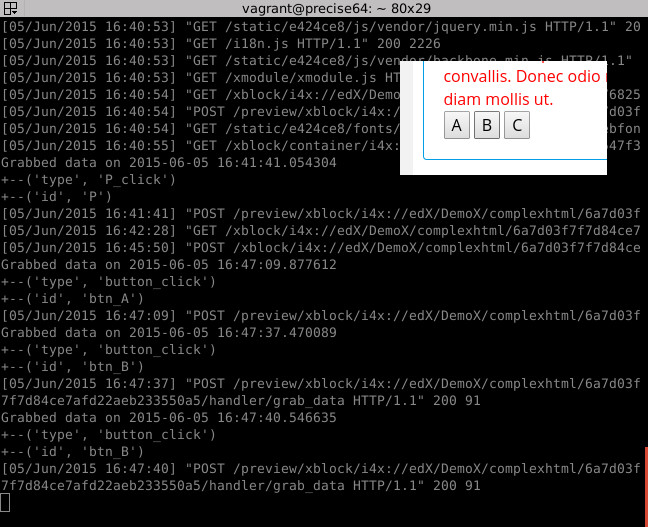 vagrant@precise64: ~ 80x29
[05/Jun/2015 16:40:53] "GET /static/e424ce8/js/vendor/jquery.min.js HTTP/1.1" 20
[05/Jun/2015 16:40:53] "GET /i18n.js HTTP/1.1" 200 2226
[05/Jun/2015 16:40:53] "GET /static/e424ce8/js/vendor/backbone-min.js HTTP/1.1"
[05/Jun/2015 16:40:53] "GET /xmodule/xmodule.js HT
[05/Jun/2015 16:40:54] "GET /xblock/i4x://edX/Demo
6825
[05/Jun/2015 16:40:54] "POST /preview/xblock/i4x:/
7d03f
[05/Jun/2015 16:40:54] "GET /static/e424ce8/fonts/
ebfon
[05/Jun/2015 16:40:55] "GET /xblock/container/i4x:
47f3
convallis. Donec odio
diam mollis ut.
A B C
Grabbed data on 2015-06-05 16:41:41.054304
+--('type', 'P_click')
+--('id', 'P')
[05/Jun/2015 16:41:41] "POST /preview/xblock/i4x://edX/DemoX/complexhtml/6a7d03f
[05/Jun/2015 16:42:28] "GET /xblock/i4x://edX/DemoX/complexhtml/6a7d03f7f7d84ce7
[05/Jun/2015 16:45:50] "POST /xblock/i4x://edX/DemoX/complexhtml/6a7d03f7f7d84ce
Grabbed data on 2015-06-05 16:47:09.877612
+--('type', 'button_click')
+--('id', 'btn_A')
[05/Jun/2015 16:47:09] "POST /preview/xblock/i4x://edX/DemoX/complexhtml/6a7d03f
Grabbed data on 2015-06-05 16:47:37.470089
+--('type', 'button_click')
+--('id', 'btn_B')
[05/Jun/2015 16:47:37] "POST /preview/xblock/i4x://edX/DemoX/complexhtml/6a7d03f
7f7d84ce7afd22aeb233550a5/handler/grab_data HTTP/1.1" 200 91
Grabbed data on 2015-06-05 16:47:40.546635
+--('type', 'button_click')
+--('id', 'btn_B')
[05/Jun/2015 16:47:40] "POST /preview/xblock/i4x://edX/DemoX/complexhtml/6a7d03f
7f7d84ce7afd22aeb233550a5/handler/grab_data HTTP/1.1" 200 91